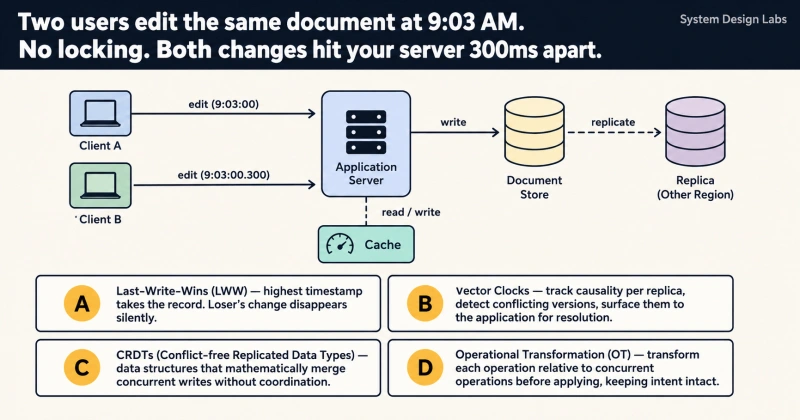 Two users edit the same document at 9:03 AM.
No locking. Both changes hit your server 300ms apart.
System Design Labs
edit (9:03:00)
Client A
edit (9:03:00.300)
Client B
Application
Server
write
replicate
Document
Store
Replica
(Other Region)
read / write
Cache
A
Last-Write-Wins (LWW) — highest timestamp
takes the record. Loser's change disappears
silently.
B
Vector Clocks — track causality per replica,
detect conflicting versions, surface them to
the application for resolution.
C
CRDTs (Conflict-free Replicated Data Types) —
data structures that mathematically merge
concurrent writes without coordination.
D
Operational Transformation (OT) — transform
each operation relative to concurrent
operations before applying, keeping intent intact.